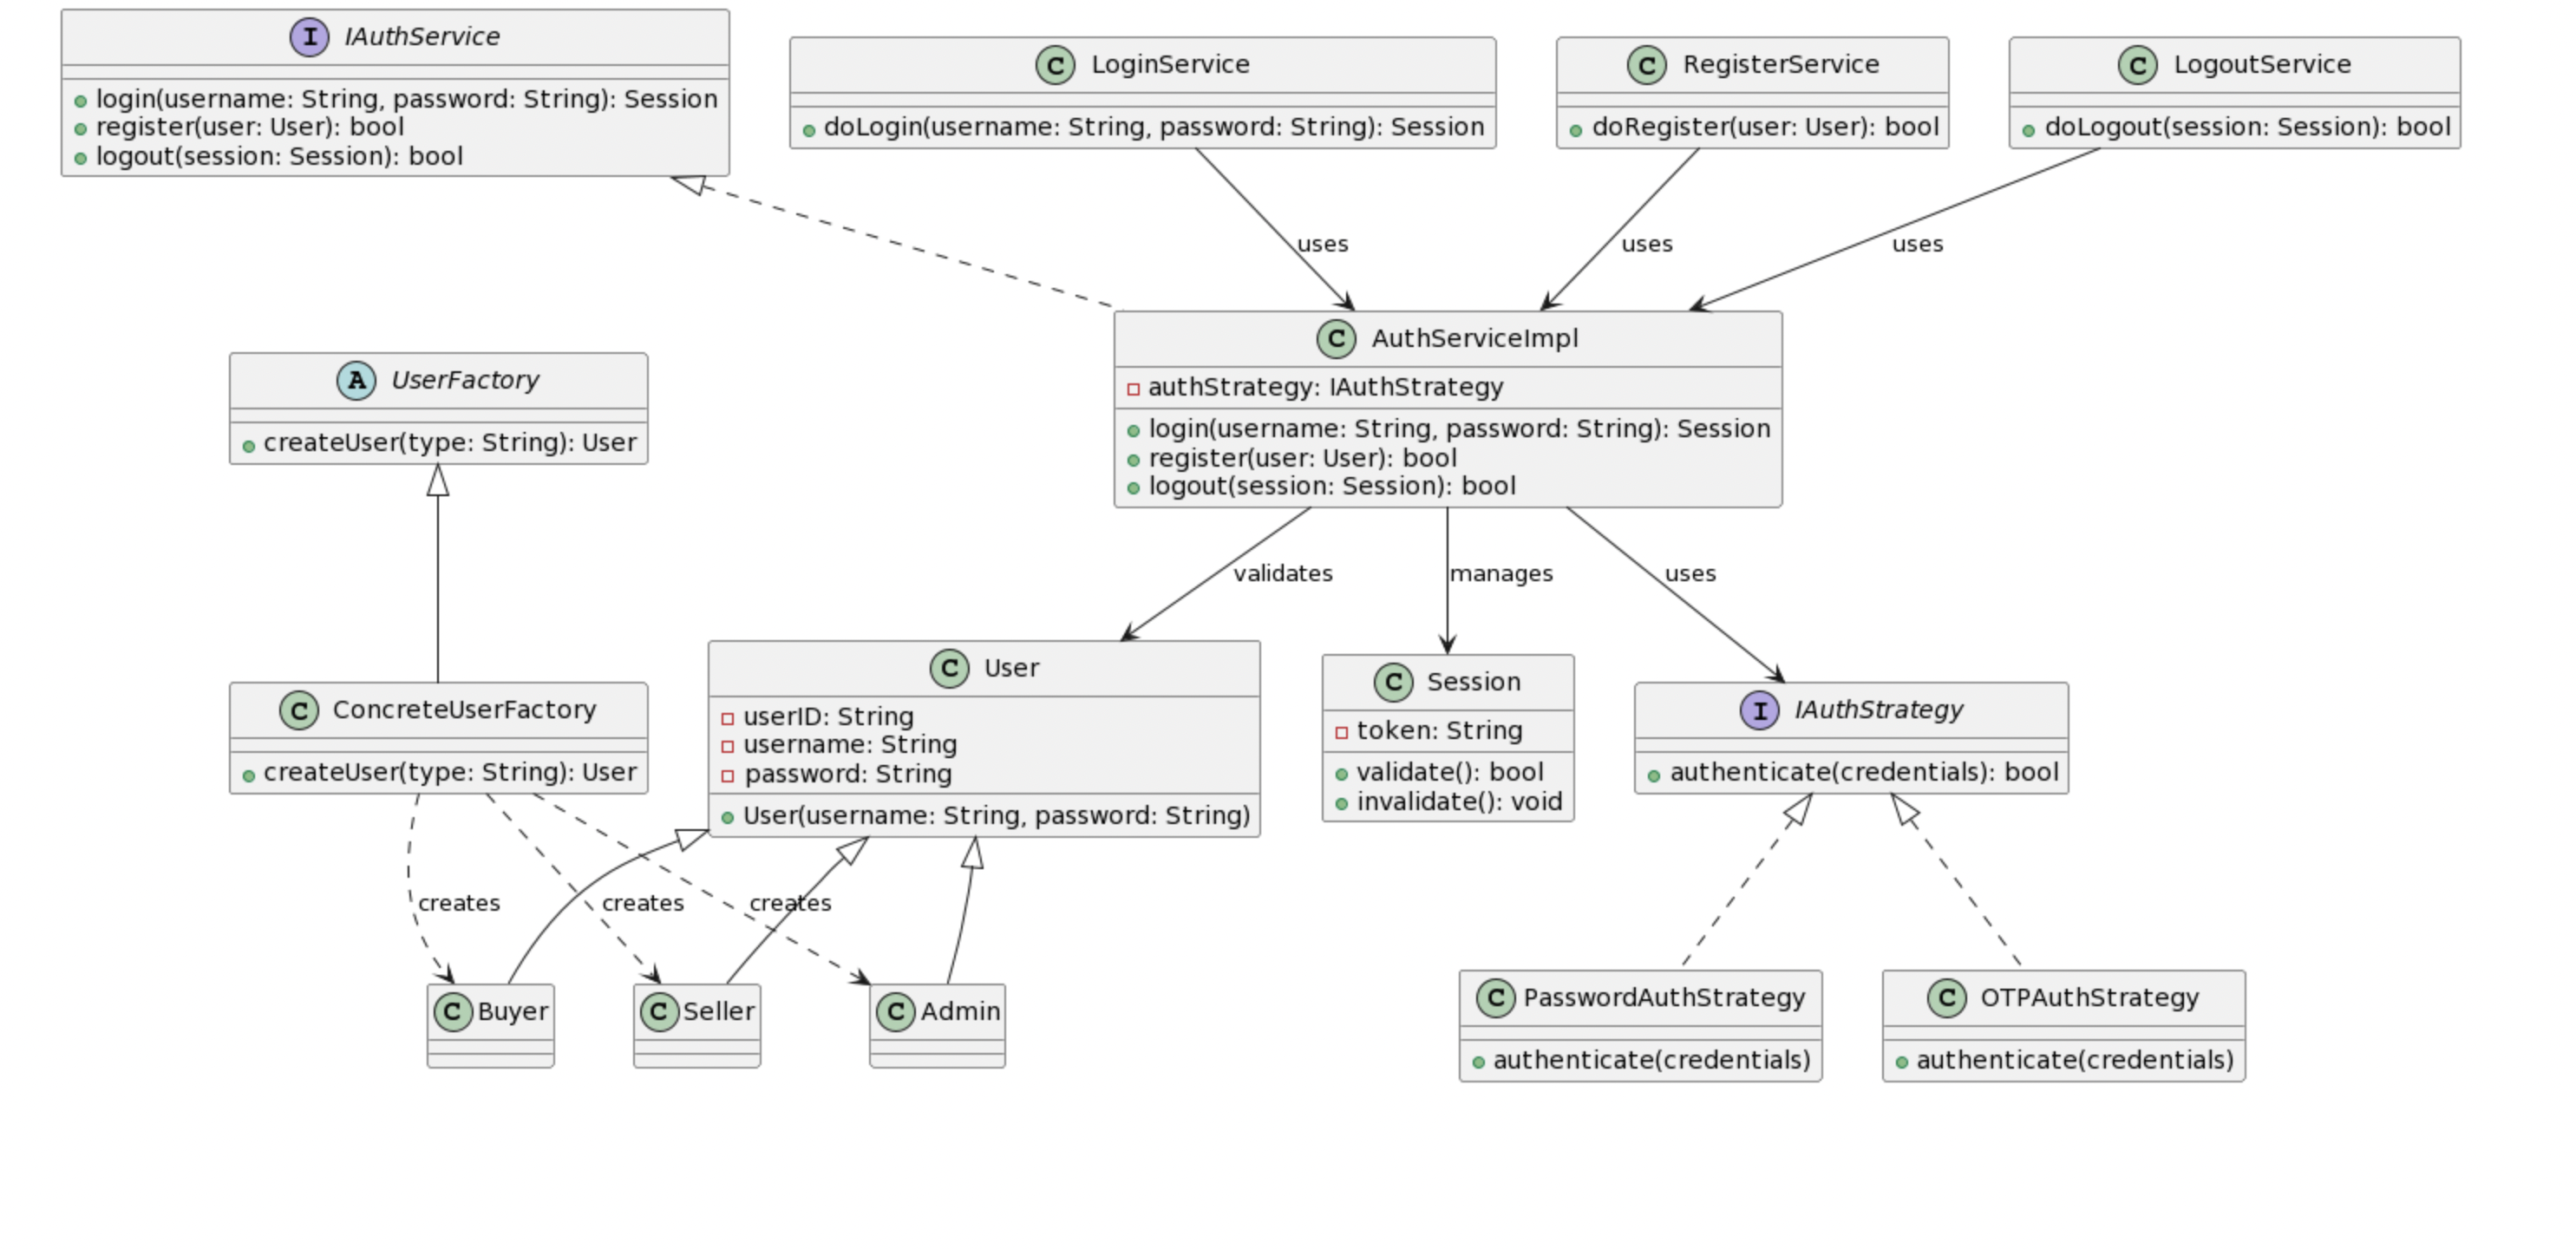 I IAuthService
login(username: String, password: String): Session
register(user: User): bool
logout(session: Session): bool
C LoginService
doLogin(username: String, password: String): Session
C RegisterService
doRegister(user: User): bool
C LogoutService
doLogout(session: Session): bool
uses
uses
uses
C AuthServiceImpl
authStrategy: IAuthStrategy
login(username: String, password: String): Session
register(user: User): bool
logout(session: Session): bool
A UserFactory
createUser(type: String): User
validates
manages
uses
C ConcreteUserFactory
createUser(type: String): User
C User
userID: String
username: String
password: String
User(username: String, password: String)
C Session
token: String
validate(): bool
invalidate(): void
I IAuthStrategy
authenticate(credentials): bool
creates
creates
creates
C Buyer
C Seller
C Admin
C PasswordAuthStrategy
authenticate(credentials)
C OTPAuthStrategy
authenticate(credentials)